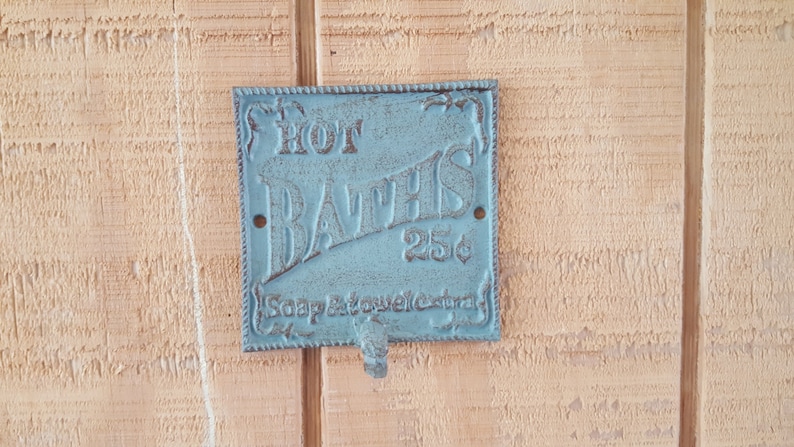 HOT
BATHS
25¢
Soap & towel extra